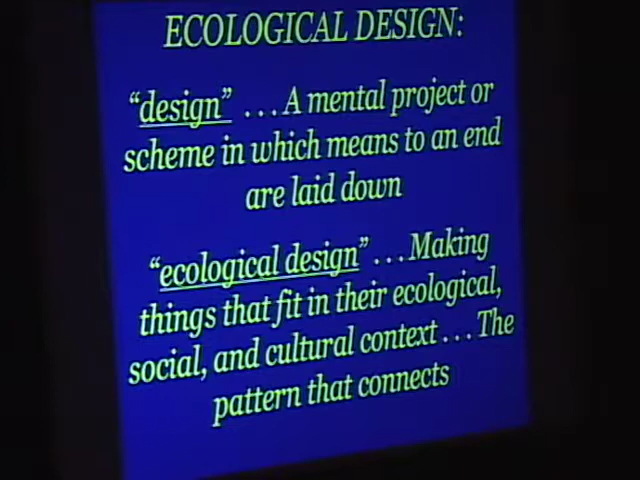 ECOLOGICAL DESIGN:
“design” . . . A mental project or
scheme in which means to an end
are laid down
“ecological design” . . . Making
things that fit in their ecological,
social, and cultural context . . . The
pattern that connects